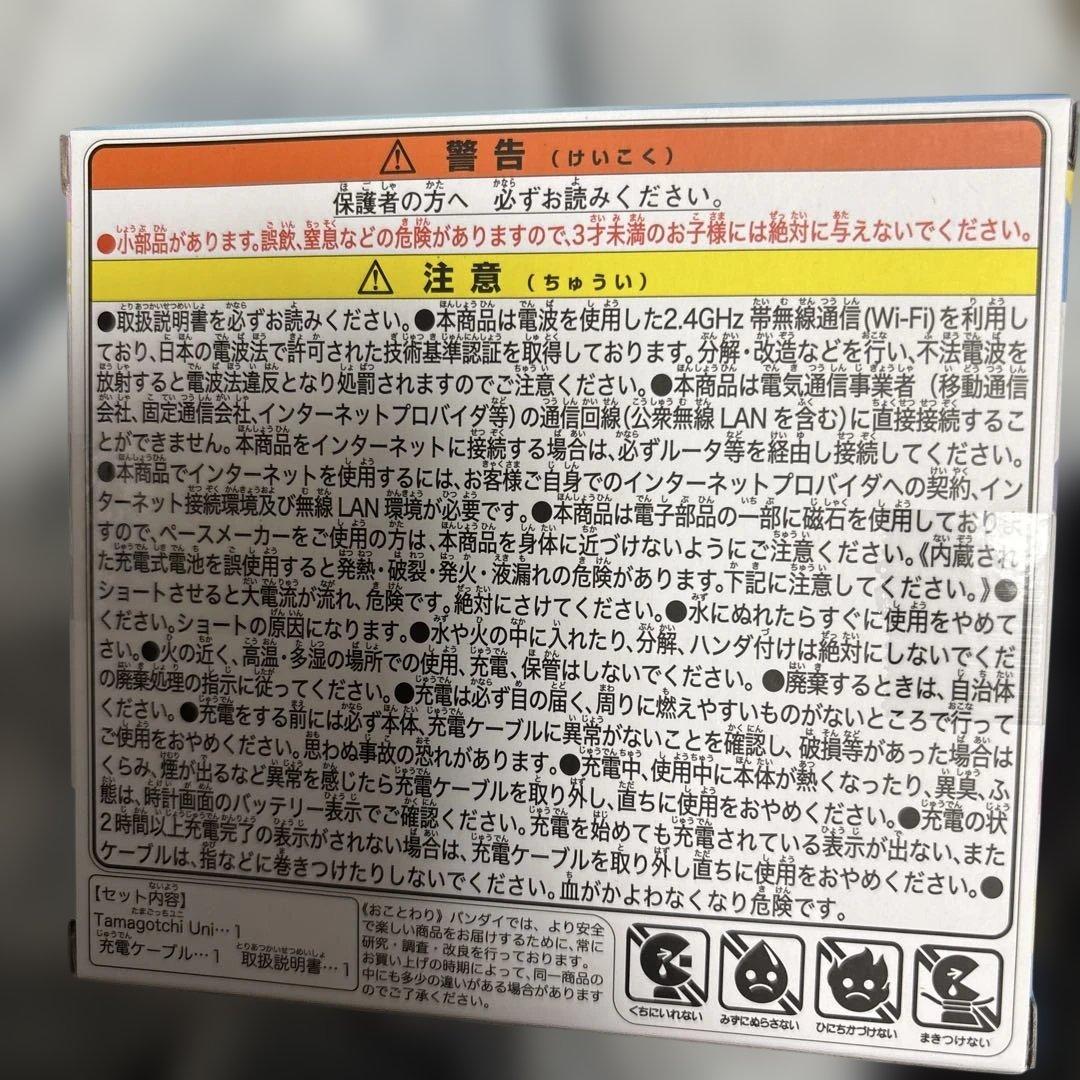 ⚠ 警告 (けいこく)
保護者の方へ 必ずお読みください。
●小部品があります。誤飲、窒息などの危険がありますので、3才未満のお子様には絶対に与えないでください。
⚠ 注意 (ちゅうい)
●取扱説明書を必ずお読みください。●本商品は電波を使用した2.4GHz 帯無線通信(Wi-Fi)を利用し
ており、日本の電波法で許可された技術基準認証を取得しております。分解・改造などを行い、不法電波を
放射すると電波法違反となり処罰されますのでご注意ください。●本商品は電気通信事業者（移動通信
会社、固定通信会社、インターネットプロバイダ等)の通信回線(公衆無線LANを含む)に直接接続するこ
とができません。本商品をインターネットに接続する場合は、必ずルータ等を経由し接続してください。
●本商品でインターネットを使用するには、お客様ご自身でのインターネットプロバイダへの契約、イン
ターネット接続環境及び無線LAN環境が必要です。●本商品は電子部品の一部に磁石を使用しており
ますので、ペースメーカーをご使用の方は、本商品を身体に近づけないようにご注意ください。《内蔵され
た充電式電池を誤使用すると発熱・破裂・発火・液漏れの危険があります。下記に注意してください。》●
ショートさせると大電流が流れ、危険です。絶対にさけてください。●水にぬれたらすぐに使用をやめて
ください。ショートの原因になります。●水や火の中に入れたり、分解、ハンダ付けは絶対にしないでくだ
さい。●火の近く、高温・多湿の場所での使用、充電、保管はしないでください。●廃棄するときは、自治体
の廃棄処理の指示に従ってください。●充電は必ず目の届く、周りに燃えやすいものがないところで行って
ください。●充電をする前には必ず本体、充電ケーブルに異常がないことを確認し、破損等があった場合は
ご使用をおやめください。思わぬ事故の恐れがあります。●充電中、使用中に本体が熱くなったり、異臭、ふ
くらみ、煙が出るなど異常を感じたら充電ケーブルを取り外し、直ちに使用をおやめください。●充電の状
態は、時計画面のバッテリー表示でご確認ください。充電を始めても充電されている表示が出ない、また
2時間以上充電完了の表示がされない場合は、充電ケーブルを取り外し直ちに使用をおやめください。●
ケーブルは、指などに巻きつけたりしないでください。血がかよわなくなり危険です。
【セット内容】
Tamagotchi Uni…1
充電ケーブル…1 取扱説明書…1
《おことわり》バンダイでは、より安全
で楽しい商品をお届けするために、常に
研究・調査・改良を行っております。
お買い上げの時期によって、同一商品の
中にも多少の違いがある場合があります
のでご了承ください。
くちにいれない みずにぬらさない ひにちかづけない まきつけない